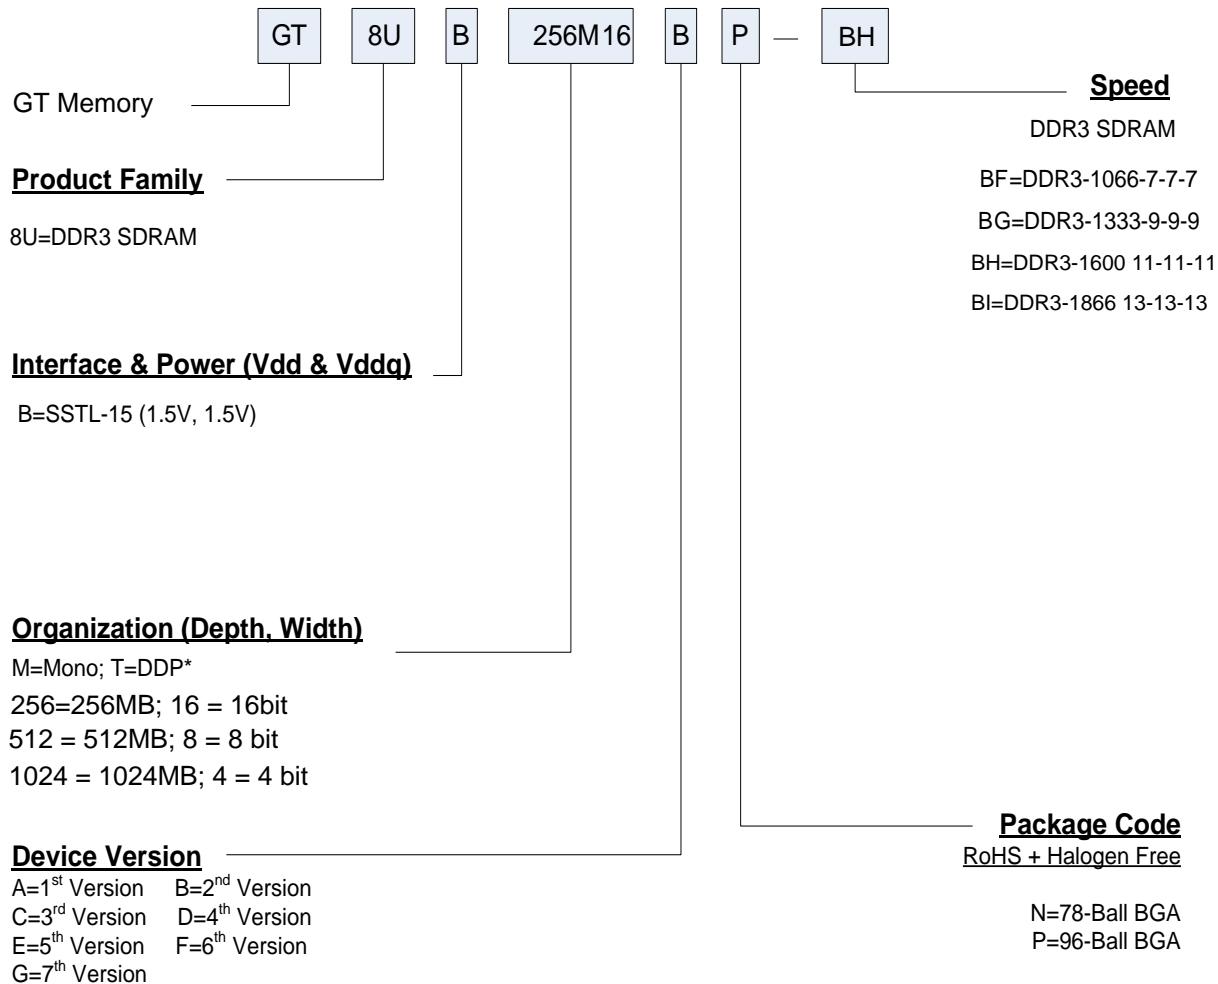 GT 8U B 256M16 B P — BH
GT Memory
Speed
DDR3 SDRAM
BF=DDR3-1066-7-7-7
BG=DDR3-1333-9-9-9
BH=DDR3-1600 11-11-11
BI=DDR3-1866 13-13-13
Product Family
8U=DDR3 SDRAM
Interface & Power (Vdd & Vddq)
B=SSTL-15 (1.5V, 1.5V)
Organization (Depth, Width)
M=Mono; T=DDP*
256=256MB; 16 = 16bit
512 = 512MB; 8 = 8 bit
1024 = 1024MB; 4 = 4 bit
Device Version
A=1st Version B=2nd Version
C=3rd Version D=4th Version
E=5th Version F=6th Version
G=7th Version
Package Code
RoHS + Halogen Free
N=78-Ball BGA
P=96-Ball BGA